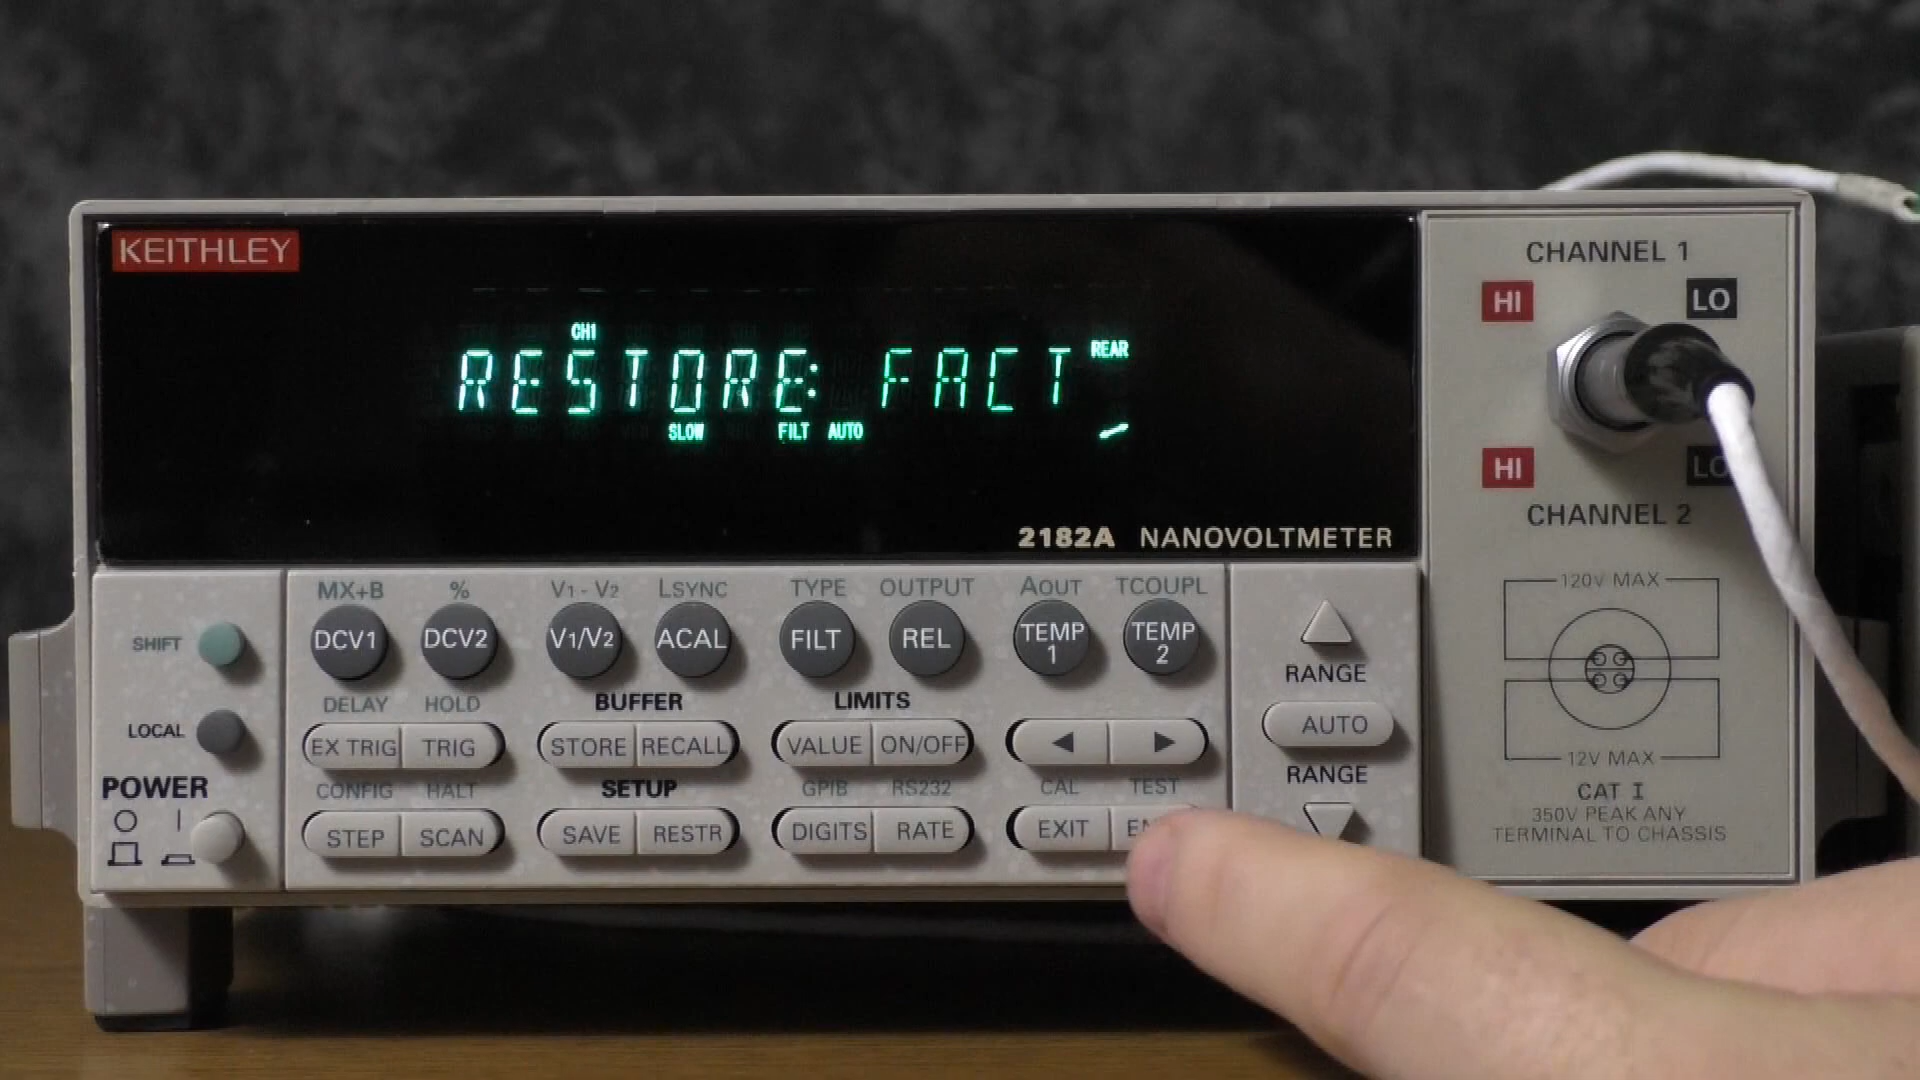 KEITHLEY
CH1
RESTORE: FACT
REAR
SLOW FILT AUTO
2182A NANOVOLTMETER
CHANNEL 1
HI LO
HI LO
CHANNEL 2
120V MAX
12V MAX
CAT I
350V PEAK ANY
TERMINAL TO CHASSIS
SHIFT
LOCAL
POWER
MX+B % V1 - V2 LSYNC TYPE OUTPUT AOUT TCOUPL
DCV1 DCV2 V1/V2 ACAL FILT REL TEMP 1 TEMP 2
DELAY HOLD BUFFER LIMITS
EX TRIG TRIG STORE RECALL VALUE ON/OFF
CONFIG HALT SETUP GPIB RS232 CAL TEST
STEP SCAN SAVE RESTR DIGITS RATE EXIT
RANGE
AUTO
RANGE